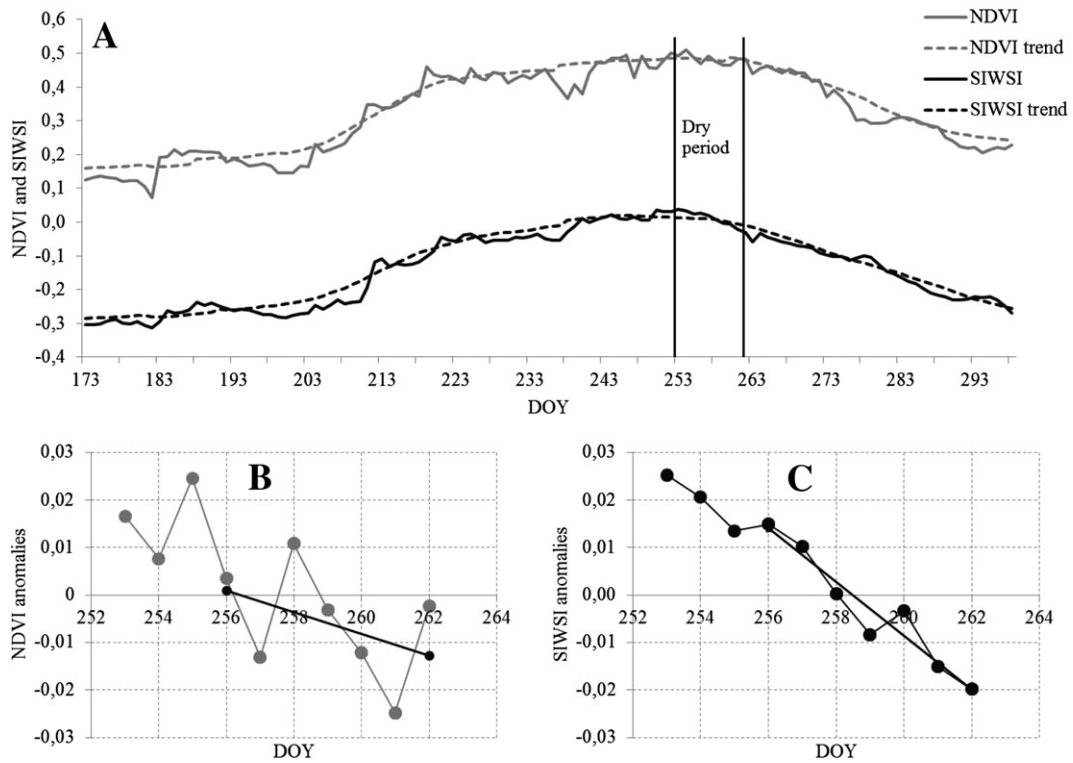 A
NDVI and SIWSI
0,6
0,5
0,4
0,3
0,2
0,1
0,0
-0,1
-0,2
-0,3
-0,4
NDVI
NDVI trend
SIWSI
SIWSI trend
Dry
period
173 183 193 203 213 223 233 243 253 263 273 283 293
DOY
B
NDVI anomalies
0,03
0,02
0,01
0
-0,01
-0,02
-0,03
252 254 256 258 260 262 264
DOY
C
SIWSI anomalies
0,03
0,02
0,01
0,00
-0,01
-0,02
-0,03
252 254 256 258 260 262 264
DOY